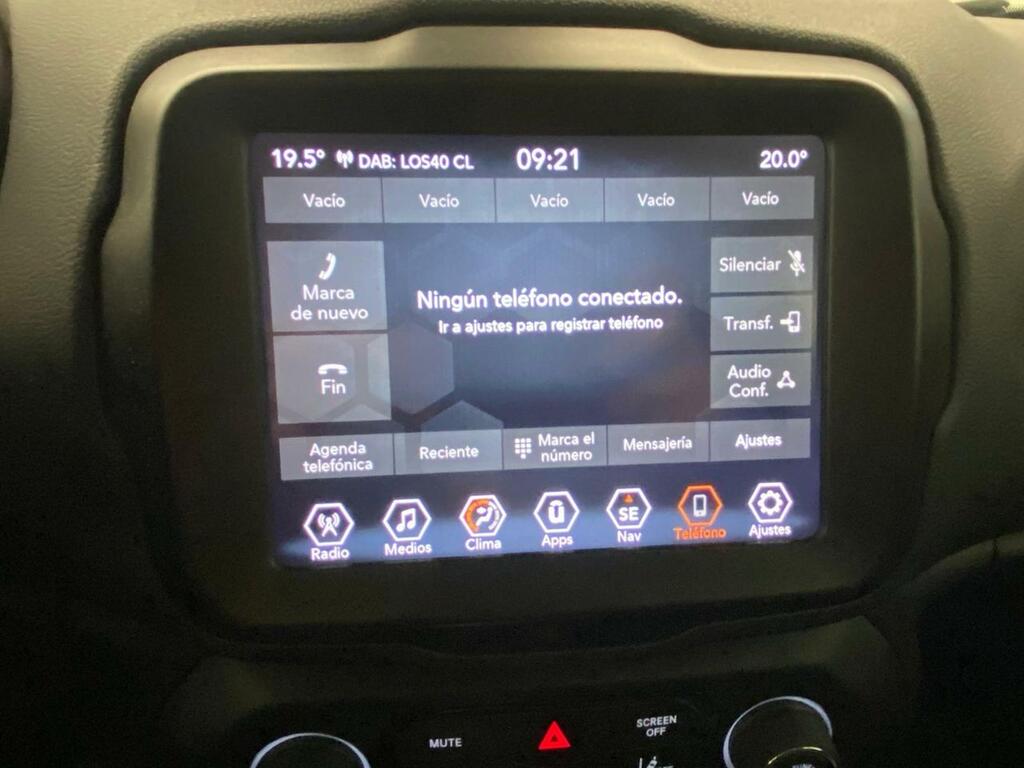 19.5° DAB: LOS40 CL 09:21 20.0°
Vacío Vacío Vacío Vacío Vacío
Marca
de nuevo
Ningún teléfono conectado.
Ir a ajustes para registrar teléfono
Silenciar
Transf.
Fin
Audio
Conf.
Agenda
telefónica
Reciente
Marca el
número
Mensajería
Ajustes
SE
Radio Medios Clima Apps Nav Teléfono Ajustes
MUTE
SCREEN
OFF